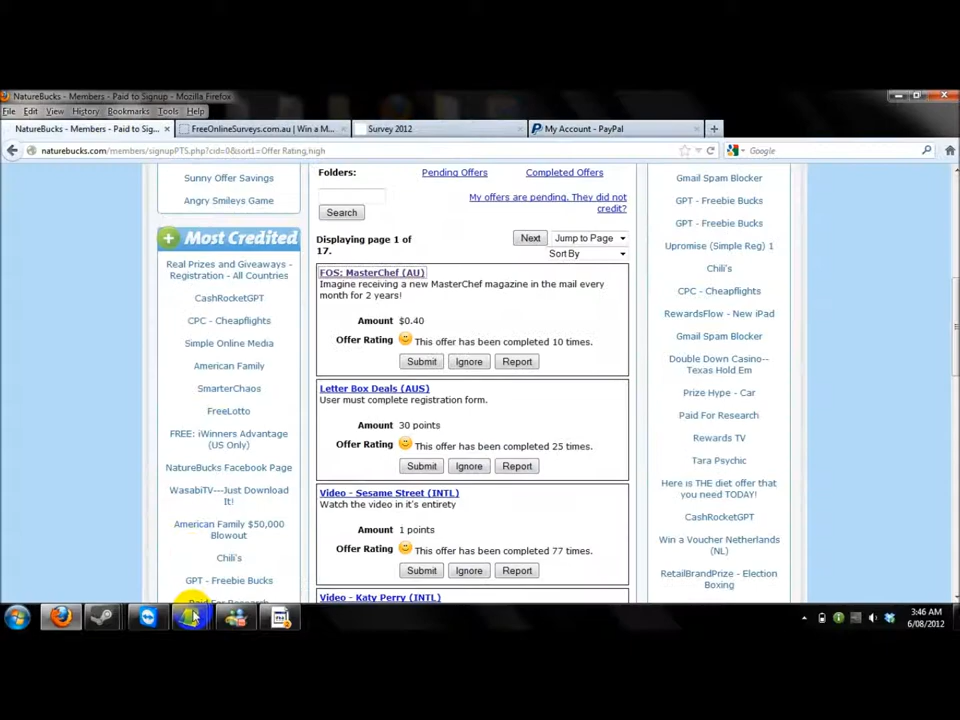 NatureBucks - Members - Paid to Signup - Mozilla Firefox
File Edit View History Bookmarks Tools Help
NatureBucks - Members - Paid to Sig... × FreeOnlineSurveys.com.au | Win a M... × Survey 2012 × My Account - PayPal × +
naturebucks.com/members/signupPTS.php?cid=0&sort1=Offer Rating,high Google
Sunny Offer Savings
Angry Smileys Game
Most Credited
Real Prizes and Giveaways -
Registration - All Countries
CashRocketGPT
CPC - Cheapflights
Simple Online Media
American Family
SmarterChaos
FreeLotto
FREE: iWinners Advantage
(US Only)
NatureBucks Facebook Page
WasabiTV---Just Download
It!
American Family $50,000
Blowout
Chili's
GPT - Freebie Bucks
Paid For Research
Folders: Pending Offers Completed Offers
My offers are pending. They did not
credit?
Search
Displaying page 1 of
17.
Next Jump to Page
Sort By
FOS: MasterChef (AU)
Imagine receiving a new MasterChef magazine in the mail every
month for 2 years!
Amount $0.40
Offer Rating This offer has been completed 10 times.
Submit Ignore Report
Letter Box Deals (AUS)
User must complete registration form.
Amount 30 points
Offer Rating This offer has been completed 25 times.
Submit Ignore Report
Video - Sesame Street (INTL)
Watch the video in it's entirety
Amount 1 points
Offer Rating This offer has been completed 77 times.
Submit Ignore Report
Video - Katy Perry (INTL)
Gmail Spam Blocker
GPT - Freebie Bucks
GPT - Freebie Bucks
Upromise (Simple Reg) 1
Chili's
CPC - Cheapflights
RewardsFlow - New iPad
Gmail Spam Blocker
Double Down Casino--
Texas Hold Em
Prize Hype - Car
Paid For Research
Rewards TV
Tara Psychic
Here is THE diet offer that
you need TODAY!
CashRocketGPT
Win a Voucher Netherlands
(NL)
RetailBrandPrize - Election
Boxing
3:46 AM
6/08/2012